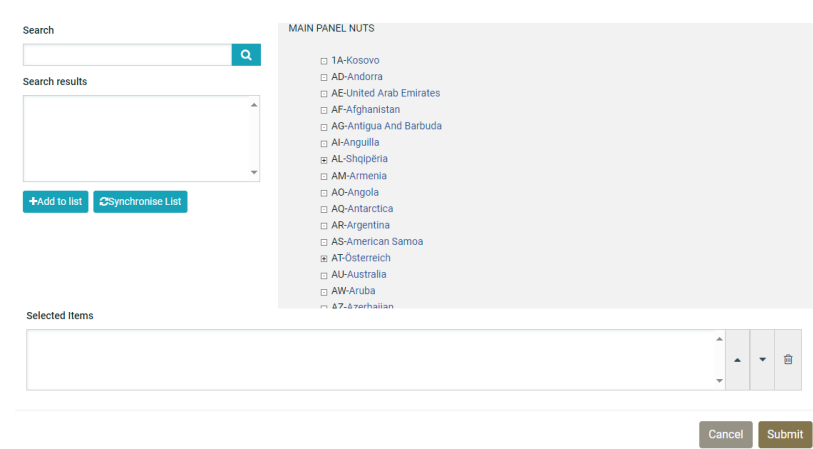 Search
Search results
+Add to list
Synchronise List
MAIN PANEL NUTS
1A-Kosovo
AD-Andorra
AE-United Arab Emirates
AF-Afghanistan
AG-Antigua And Barbuda
AI-Anguilla
AL-Shqipëria
AM-Armenia
AO-Angola
AQ-Antarctica
AR-Argentina
AS-American Samoa
AT-Österreich
AU-Australia
AW-Aruba
AZ-Azerbaijan
Selected Items
Cancel
Submit